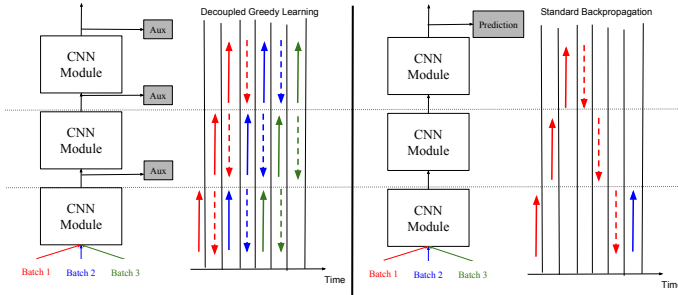 Decoupled Greedy Learning
Aux
CNN
Module
Aux
CNN
Module
Aux
CNN
Module
Batch 1
Batch 2
Batch 3
Time
Standard Backpropagation
Prediction
CNN
Module
CNN
Module
CNN
Module
Batch 1
Batch 2
Batch 3
Time